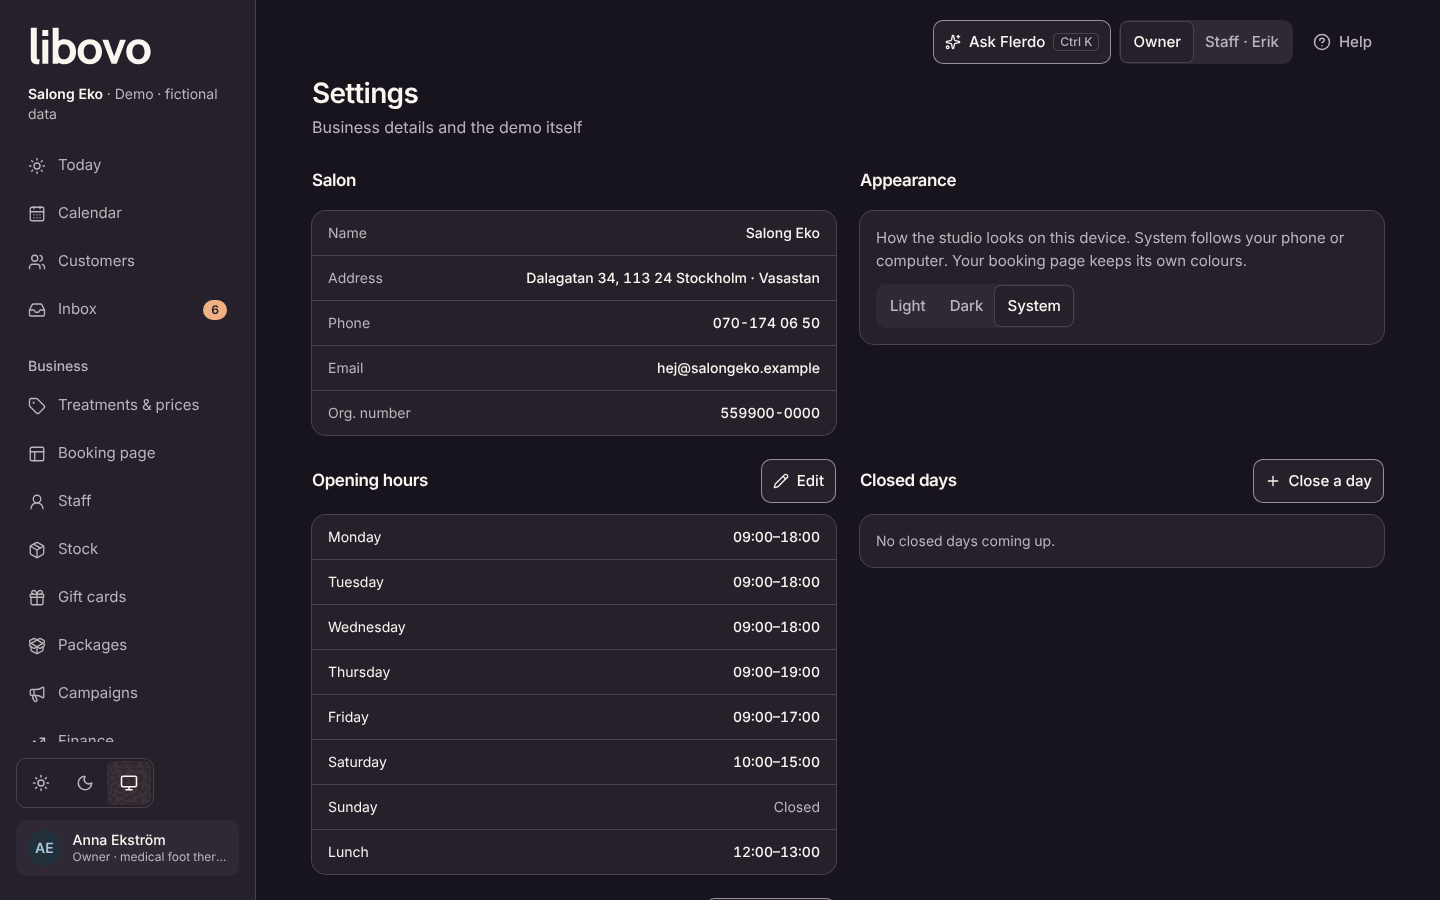 libovo
Salong Eko · Demo · fictional
data
Today
Calendar
Customers
Inbox 6
Business
Treatments & prices
Booking page
Staff
Stock
Gift cards
Packages
Campaigns
Finance
AE Anna Ekström
Owner · medical foot ther…
Ask Flerdo Ctrl K Owner Staff · Erik Help
Settings
Business details and the demo itself
Salon
Name Salong Eko
Address Dalagatan 34, 113 24 Stockholm · Vasastan
Phone 070-174 06 50
Email hej@salongeko.example
Org. number 559900-0000
Appearance
How the studio looks on this device. System follows your phone or
computer. Your booking page keeps its own colours.
Light Dark System
Opening hours Edit
Monday 09:00–18:00
Tuesday 09:00–18:00
Wednesday 09:00–18:00
Thursday 09:00–19:00
Friday 09:00–17:00
Saturday 10:00–15:00
Sunday Closed
Lunch 12:00–13:00
Closed days Close a day
No closed days coming up.